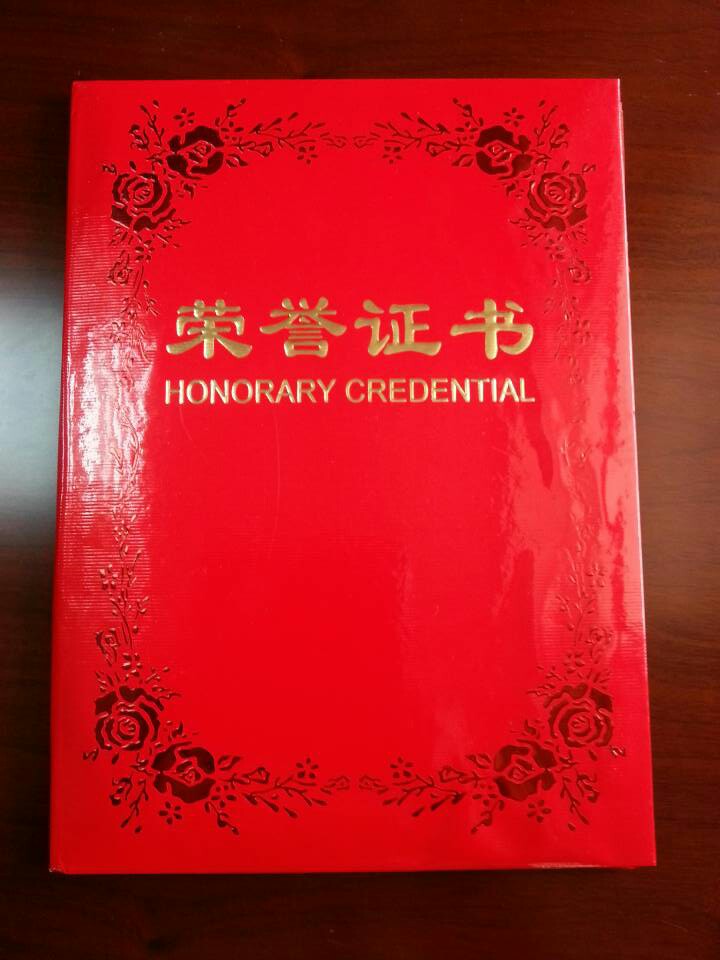 荣誉证书
HONORARY CREDENTIAL